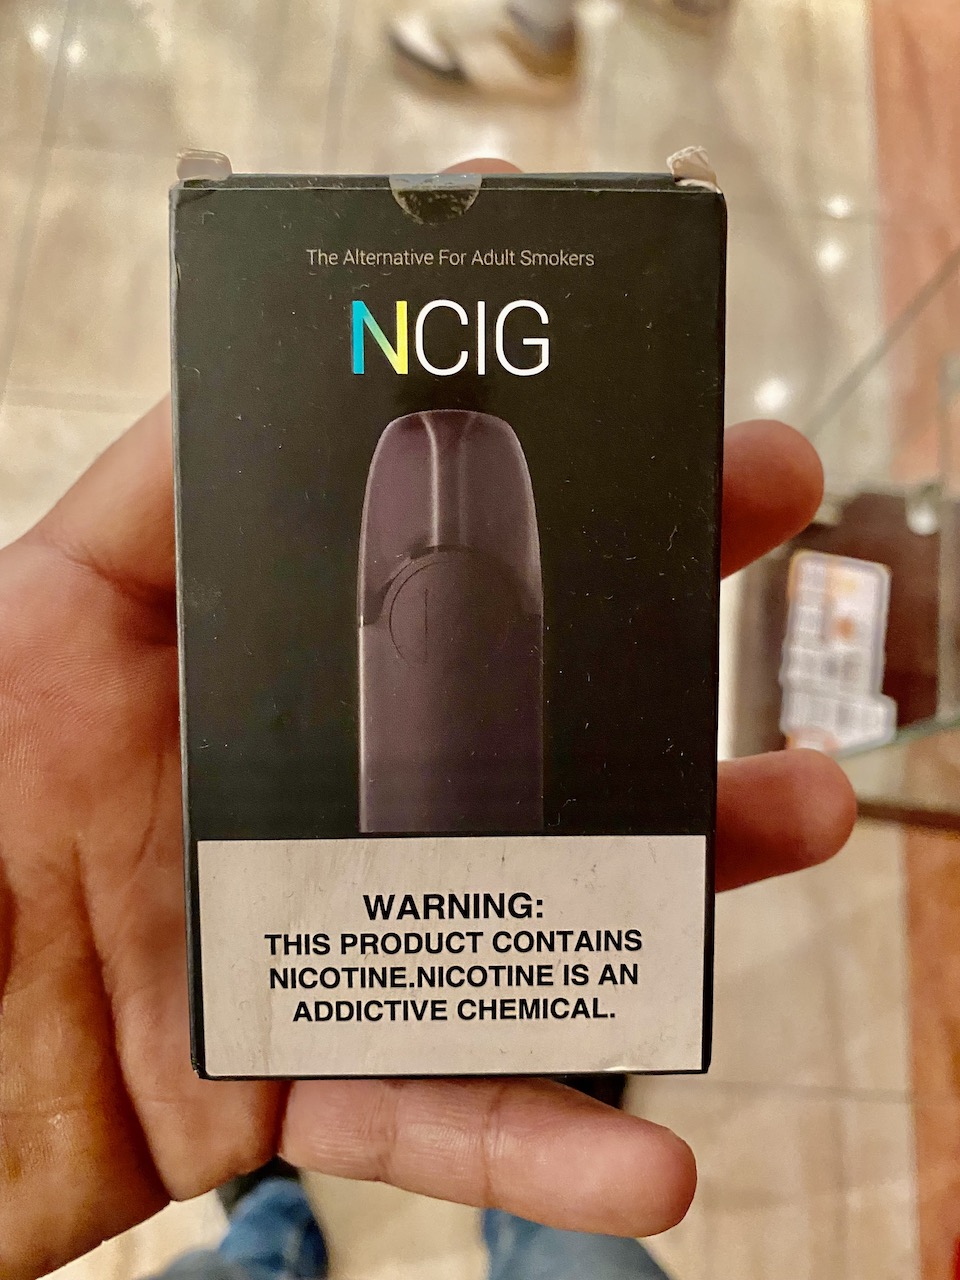 The Alternative For Adult Smokers
NCIG
WARNING:
THIS PRODUCT CONTAINS
NICOTINE.NICOTINE IS AN
ADDICTIVE CHEMICAL.